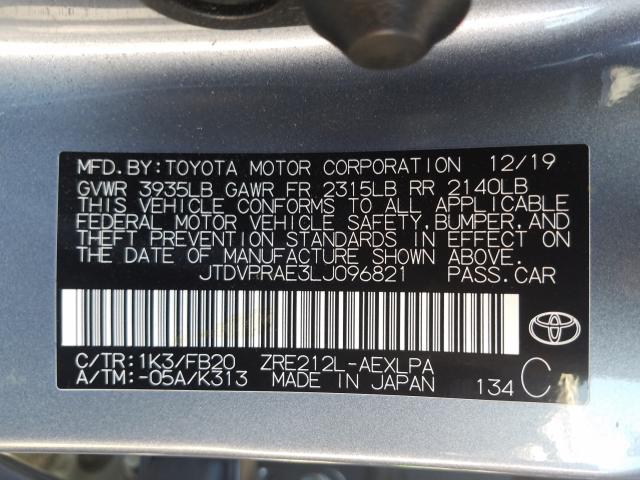 MFD.BY:TOYOTA MOTOR CORPORATION 12/19
GVWR 3935LB GAWR FR 2315LB RR 2140LB
THIS VEHICLE CONFORMS TO ALL APPLICABLE
FEDERAL MOTOR VEHICLE SAFETY,BUMPER,AND
THEFT PREVENTION STANDARDS IN EFFECT ON
THE DATE OF MANUFACTURE SHOWN ABOVE.
JTDVPRAE3LJ096821 PASS.CAR
C/TR:1K3/FB20 ZRE212L-AEXLPA
A/TM:-05A/K313 MADE IN JAPAN 134 C